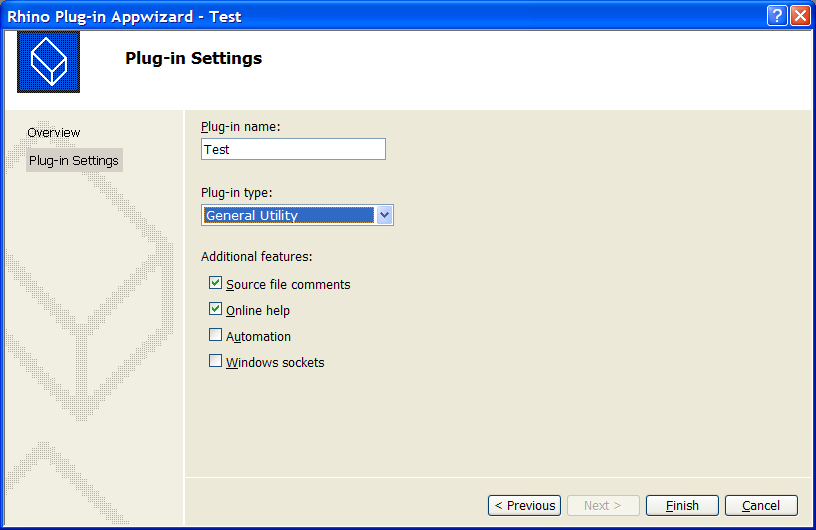 Rhino Plug-in Appwizard - Test
Plug-in Settings
Overview
Plug-in Settings
Plug-in name:
Test
Plug-in type:
General Utility
Additional features:
Source file comments
Online help
Automation
Windows sockets
< Previous
Next >
Finish
Cancel